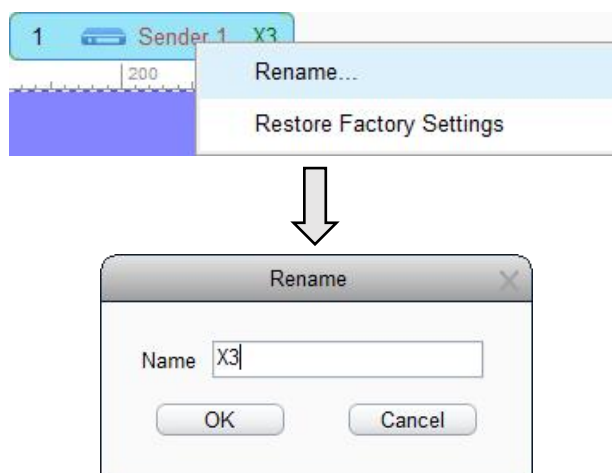 1 Sender 1 X3
200
Rename...
Restore Factory Settings
Rename
Name X3
OK Cancel